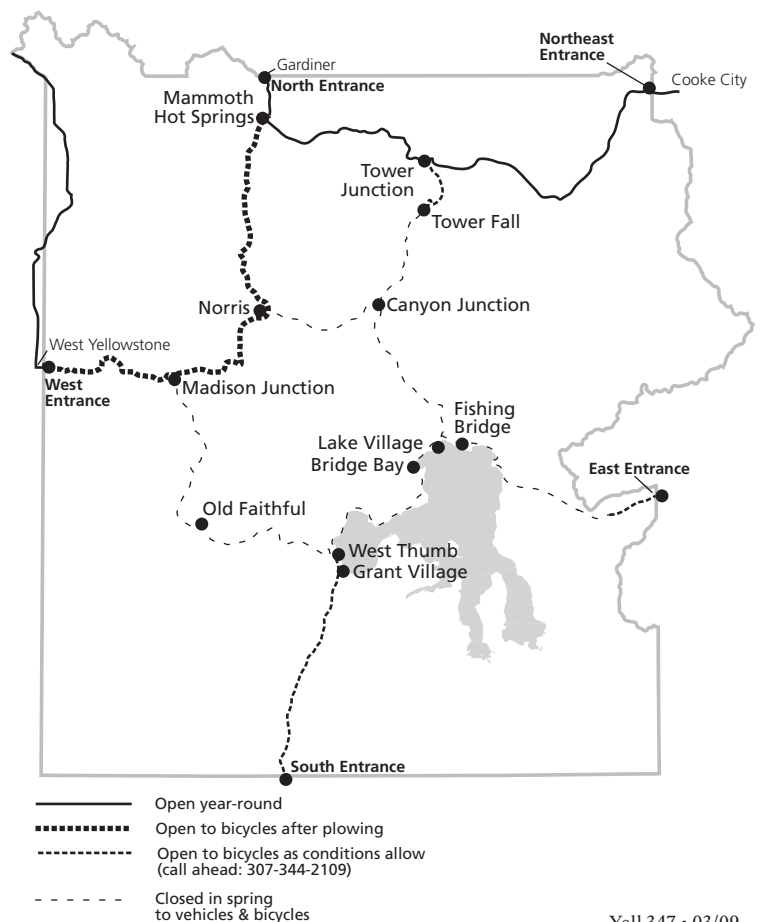 Northeast
Entrance
Gardiner
Cooke City
North Entrance
Mammoth
Hot Springs
Tower
Junction
Tower Fall
Norris
Canyon Junction
West Yellowstone
West
Entrance
Madison Junction
Fishing
Bridge
Lake Village
Bridge Bay
East Entrance
Old Faithful
West Thumb
Grant Village
South Entrance
Open year-round
Open to bicycles after plowing
Open to bicycles as conditions allow
(call ahead: 307-344-2109)
Closed in spring
to vehicles & bicycles
Yell 347 • 03/09